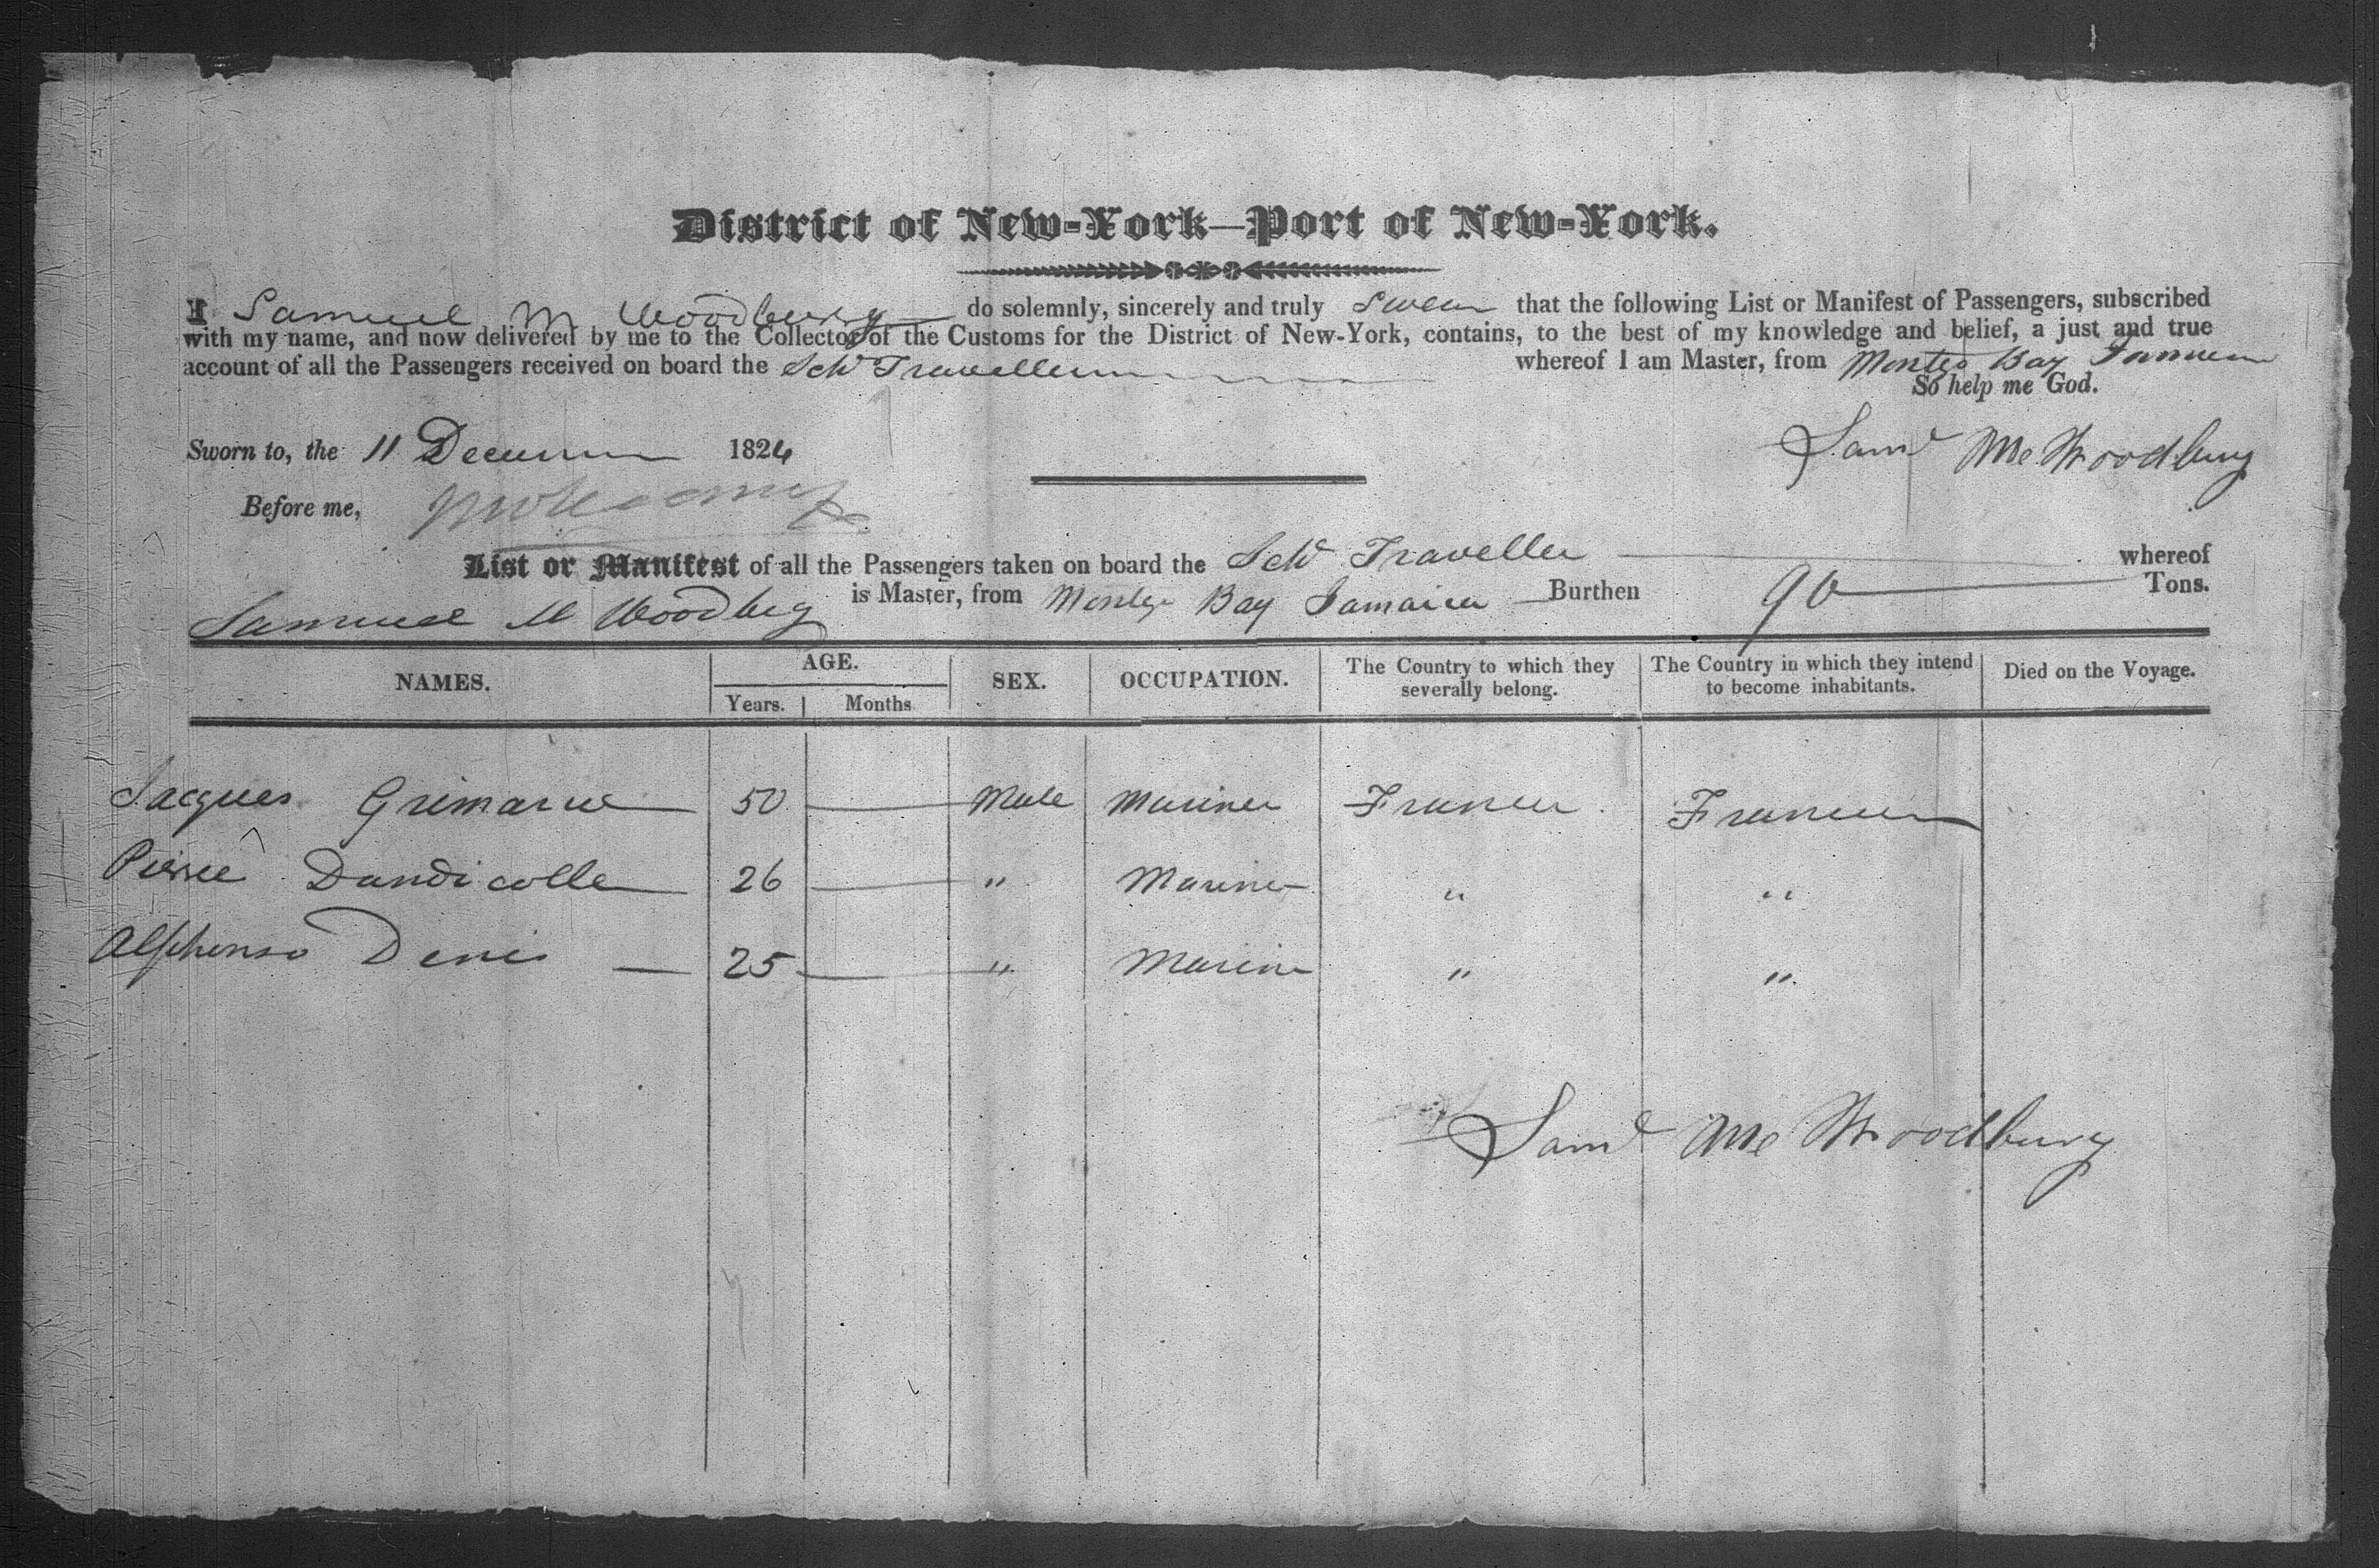 District of New-York—Port of New-York.
I Samuel M Woodbury do solemnly, sincerely and truly Swear that the following List or Manifest of Passengers, subscribed
with my name, and now delivered by me to the Collector of the Customs for the District of New-York, contains, to the best of my knowledge and belief, a just and true
account of all the Passengers received on board the Schr Traveller whereof I am Master, from Montego Bay Jamaica
So help me God.
Sworn to, the 11 December 1824
Saml Woodbury
Before me,
List or Manifest of all the Passengers taken on board the Schr Traveller whereof
Samuel M Woodbury is Master, from Montego Bay Jamaica Burthen 90 Tons.
NAMES. AGE. SEX. OCCUPATION. The Country to which they severally belong. The Country in which they intend to become inhabitants. Died on the Voyage.
Years. Months
Jacques 50 Male Mariner France France
Pierre Dandicolle 26 " Mariner " "
Alphonso Denis 25 " Mariner " "
Saml Woodbury